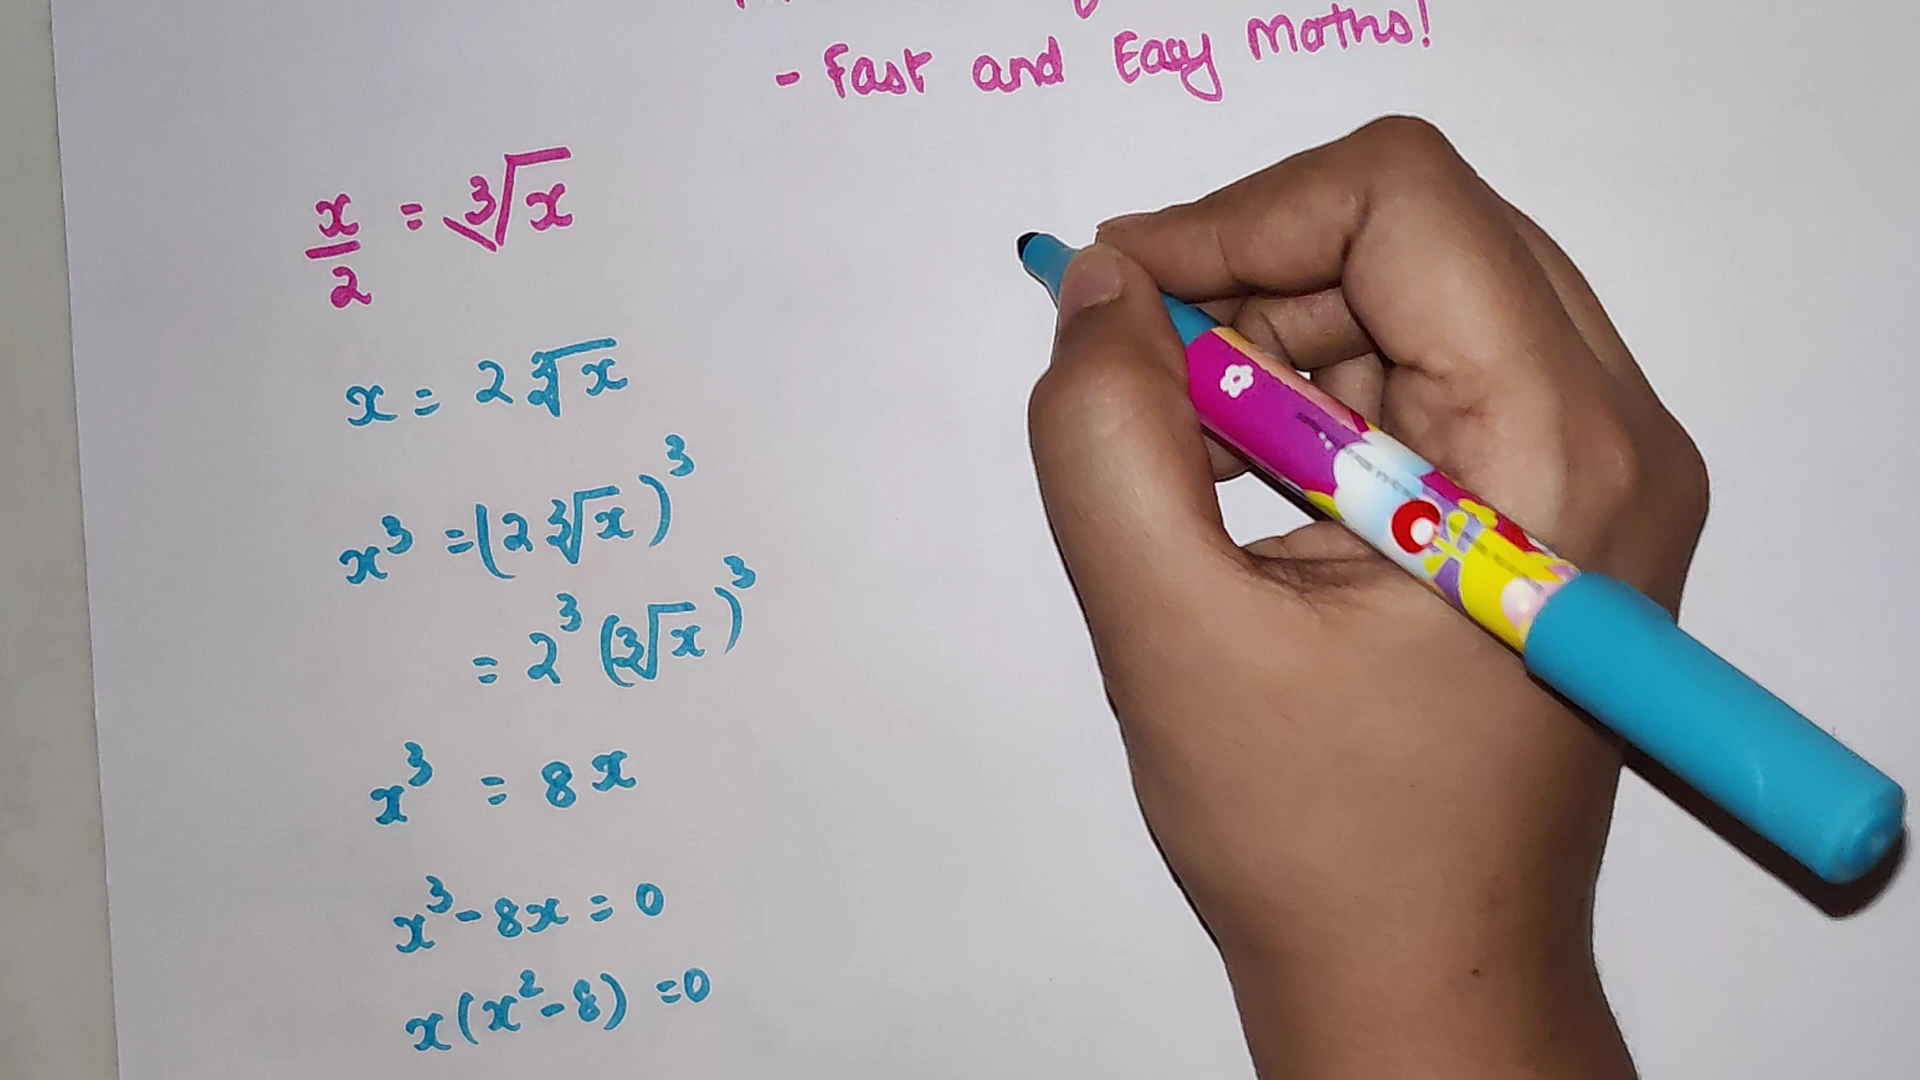 - Fast and Easy Maths!
x/2 = ∛x
x = 2∛x
x³ = (2∛x)³
= 2³(∛x)³
x³ = 8x
x³-8x = 0
x(x²-8) = 0